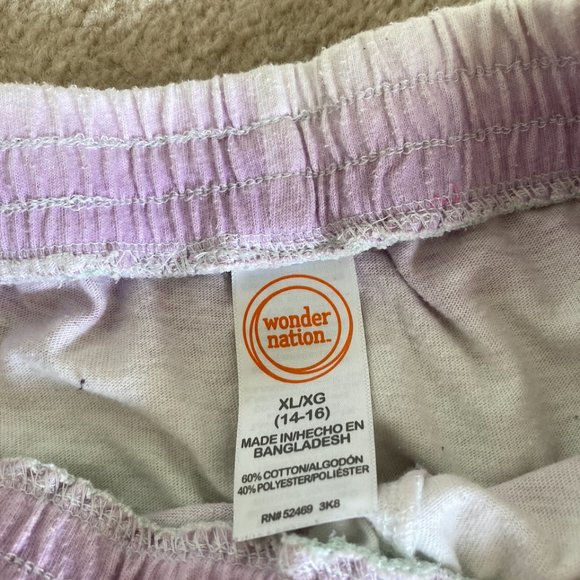 wonder
nation™
XL/XG
(14-16)
MADE IN/HECHO EN
BANGLADESH
60% COTTON/ALGODÓN
40% POLYESTER/POLIÉSTER
RN# 52469 3K8